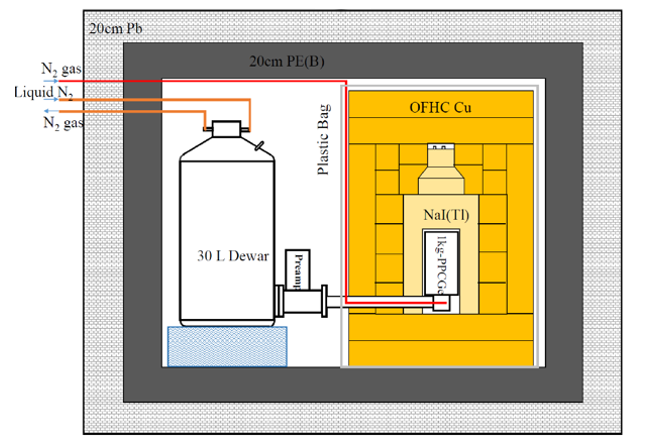 20cm Pb
20cm PE(B)
N₂ gas
Liquid N₂
N₂ gas
Plastic Bag
OFHC Cu
NaI(Tl)
30 L Dewar
Preamp
1kg-PPCGe